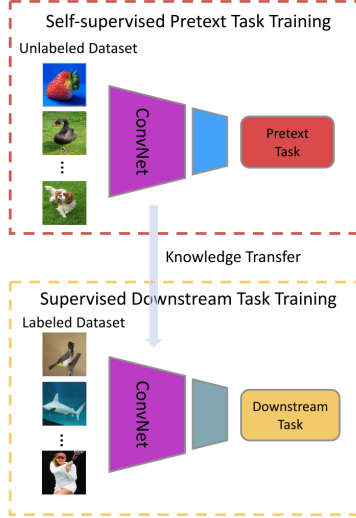 Self-supervised Pretext Task Training
Unlabeled Dataset
ConvNet
Pretext
Task
...
Knowledge Transfer
Supervised Downstream Task Training
Labeled Dataset
ConvNet
Downstream
Task
...